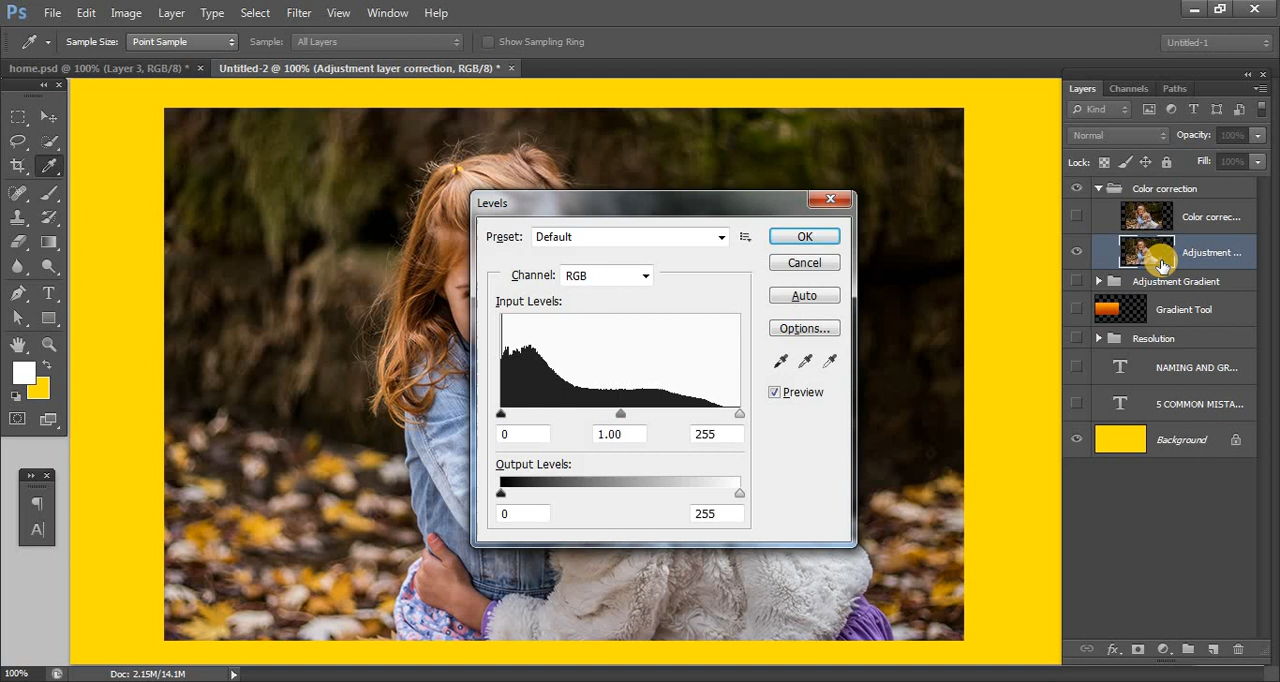 Ps File Edit Image Layer Type Select Filter View Window Help
Sample Size: Point Sample Sample: All Layers Show Sampling Ring Untitled-1
home.psd @ 100% (Layer 3, RGB/8) * × Untitled-2 @ 100% (Adjustment layer correction, RGB/8) * ×
Layers Channels Paths
Kind
Normal Opacity: 100%
Lock: Fill: 100%
Color correction
Color correc...
Adjustment ...
Adjustment Gradient
Gradient Tool
Resolution
NAMING AND GR...
5 COMMON MISTA...
Background
Levels
Preset: Default OK
Channel: RGB Cancel
Input Levels: Auto
Options...
Preview
0 1.00 255
Output Levels:
0 255
100% Doc: 2.15M/14.1M